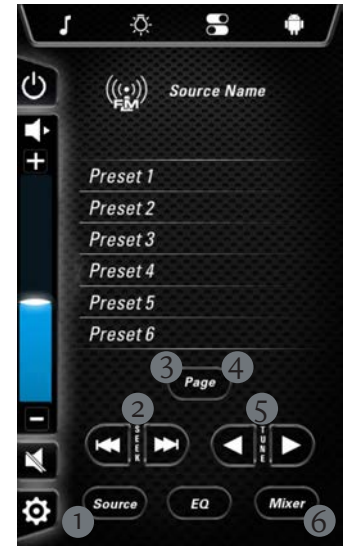 FM
Source Name
Preset 1
Preset 2
Preset 3
Preset 4
Preset 5
Preset 6
3 Page 4
2 5
SEEK TUNE
Source EQ Mixer
1 6